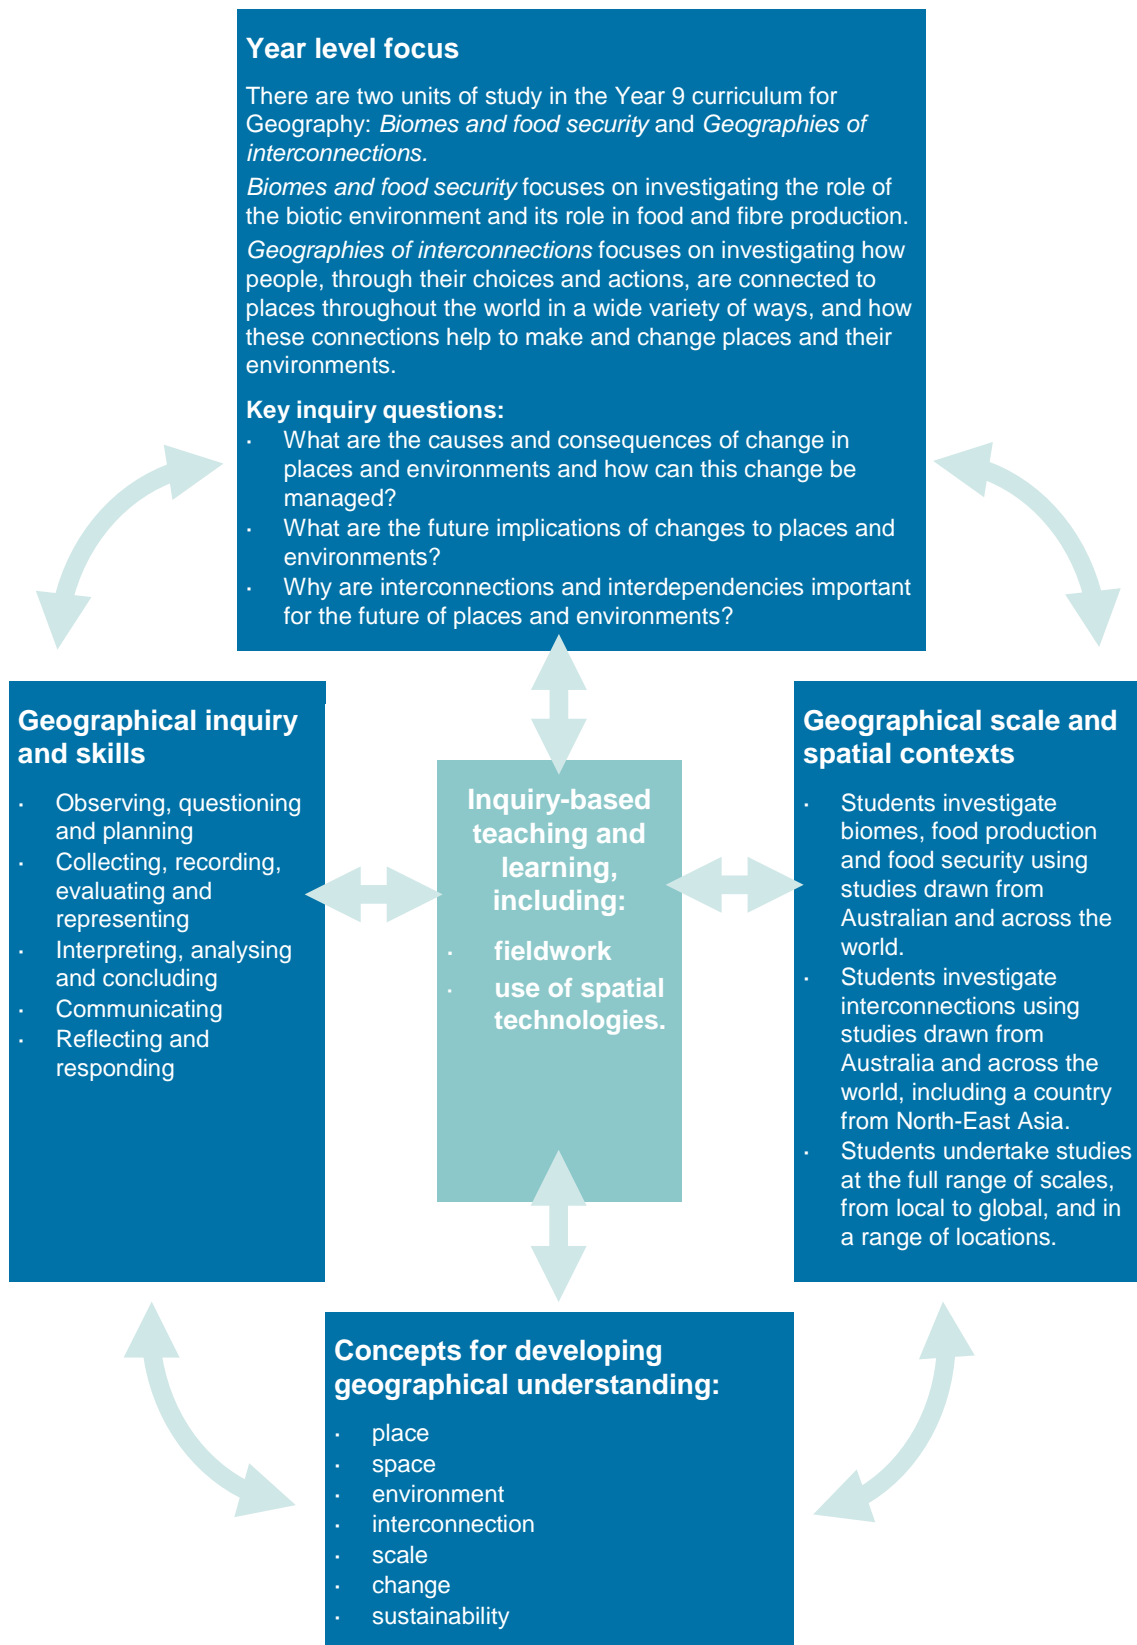 Year level focus
There are two units of study in the Year 9 curriculum for
Geography: Biomes and food security and Geographies of
interconnections.
Biomes and food security focuses on investigating the role of
the biotic environment and its role in food and fibre production.
Geographies of interconnections focuses on investigating how
people, through their choices and actions, are connected to
places throughout the world in a wide variety of ways, and how
these connections help to make and change places and their
environments.
Key inquiry questions:
· What are the causes and consequences of change in
places and environments and how can this change be
managed?
· What are the future implications of changes to places and
environments?
· Why are interconnections and interdependencies important
for the future of places and environments?
Geographical inquiry
and skills
· Observing, questioning
and planning
· Collecting, recording,
evaluating and
representing
· Interpreting, analysing
and concluding
· Communicating
· Reflecting and
responding
Inquiry-based
teaching and
learning,
including:
· fieldwork
· use of spatial
technologies.
Geographical scale and
spatial contexts
· Students investigate
biomes, food production
and food security using
studies drawn from
Australian and across the
world.
· Students investigate
interconnections using
studies drawn from
Australia and across the
world, including a country
from North-East Asia.
· Students undertake studies
at the full range of scales,
from local to global, and in
a range of locations.
Concepts for developing
geographical understanding:
· place
· space
· environment
· interconnection
· scale
· change
· sustainability